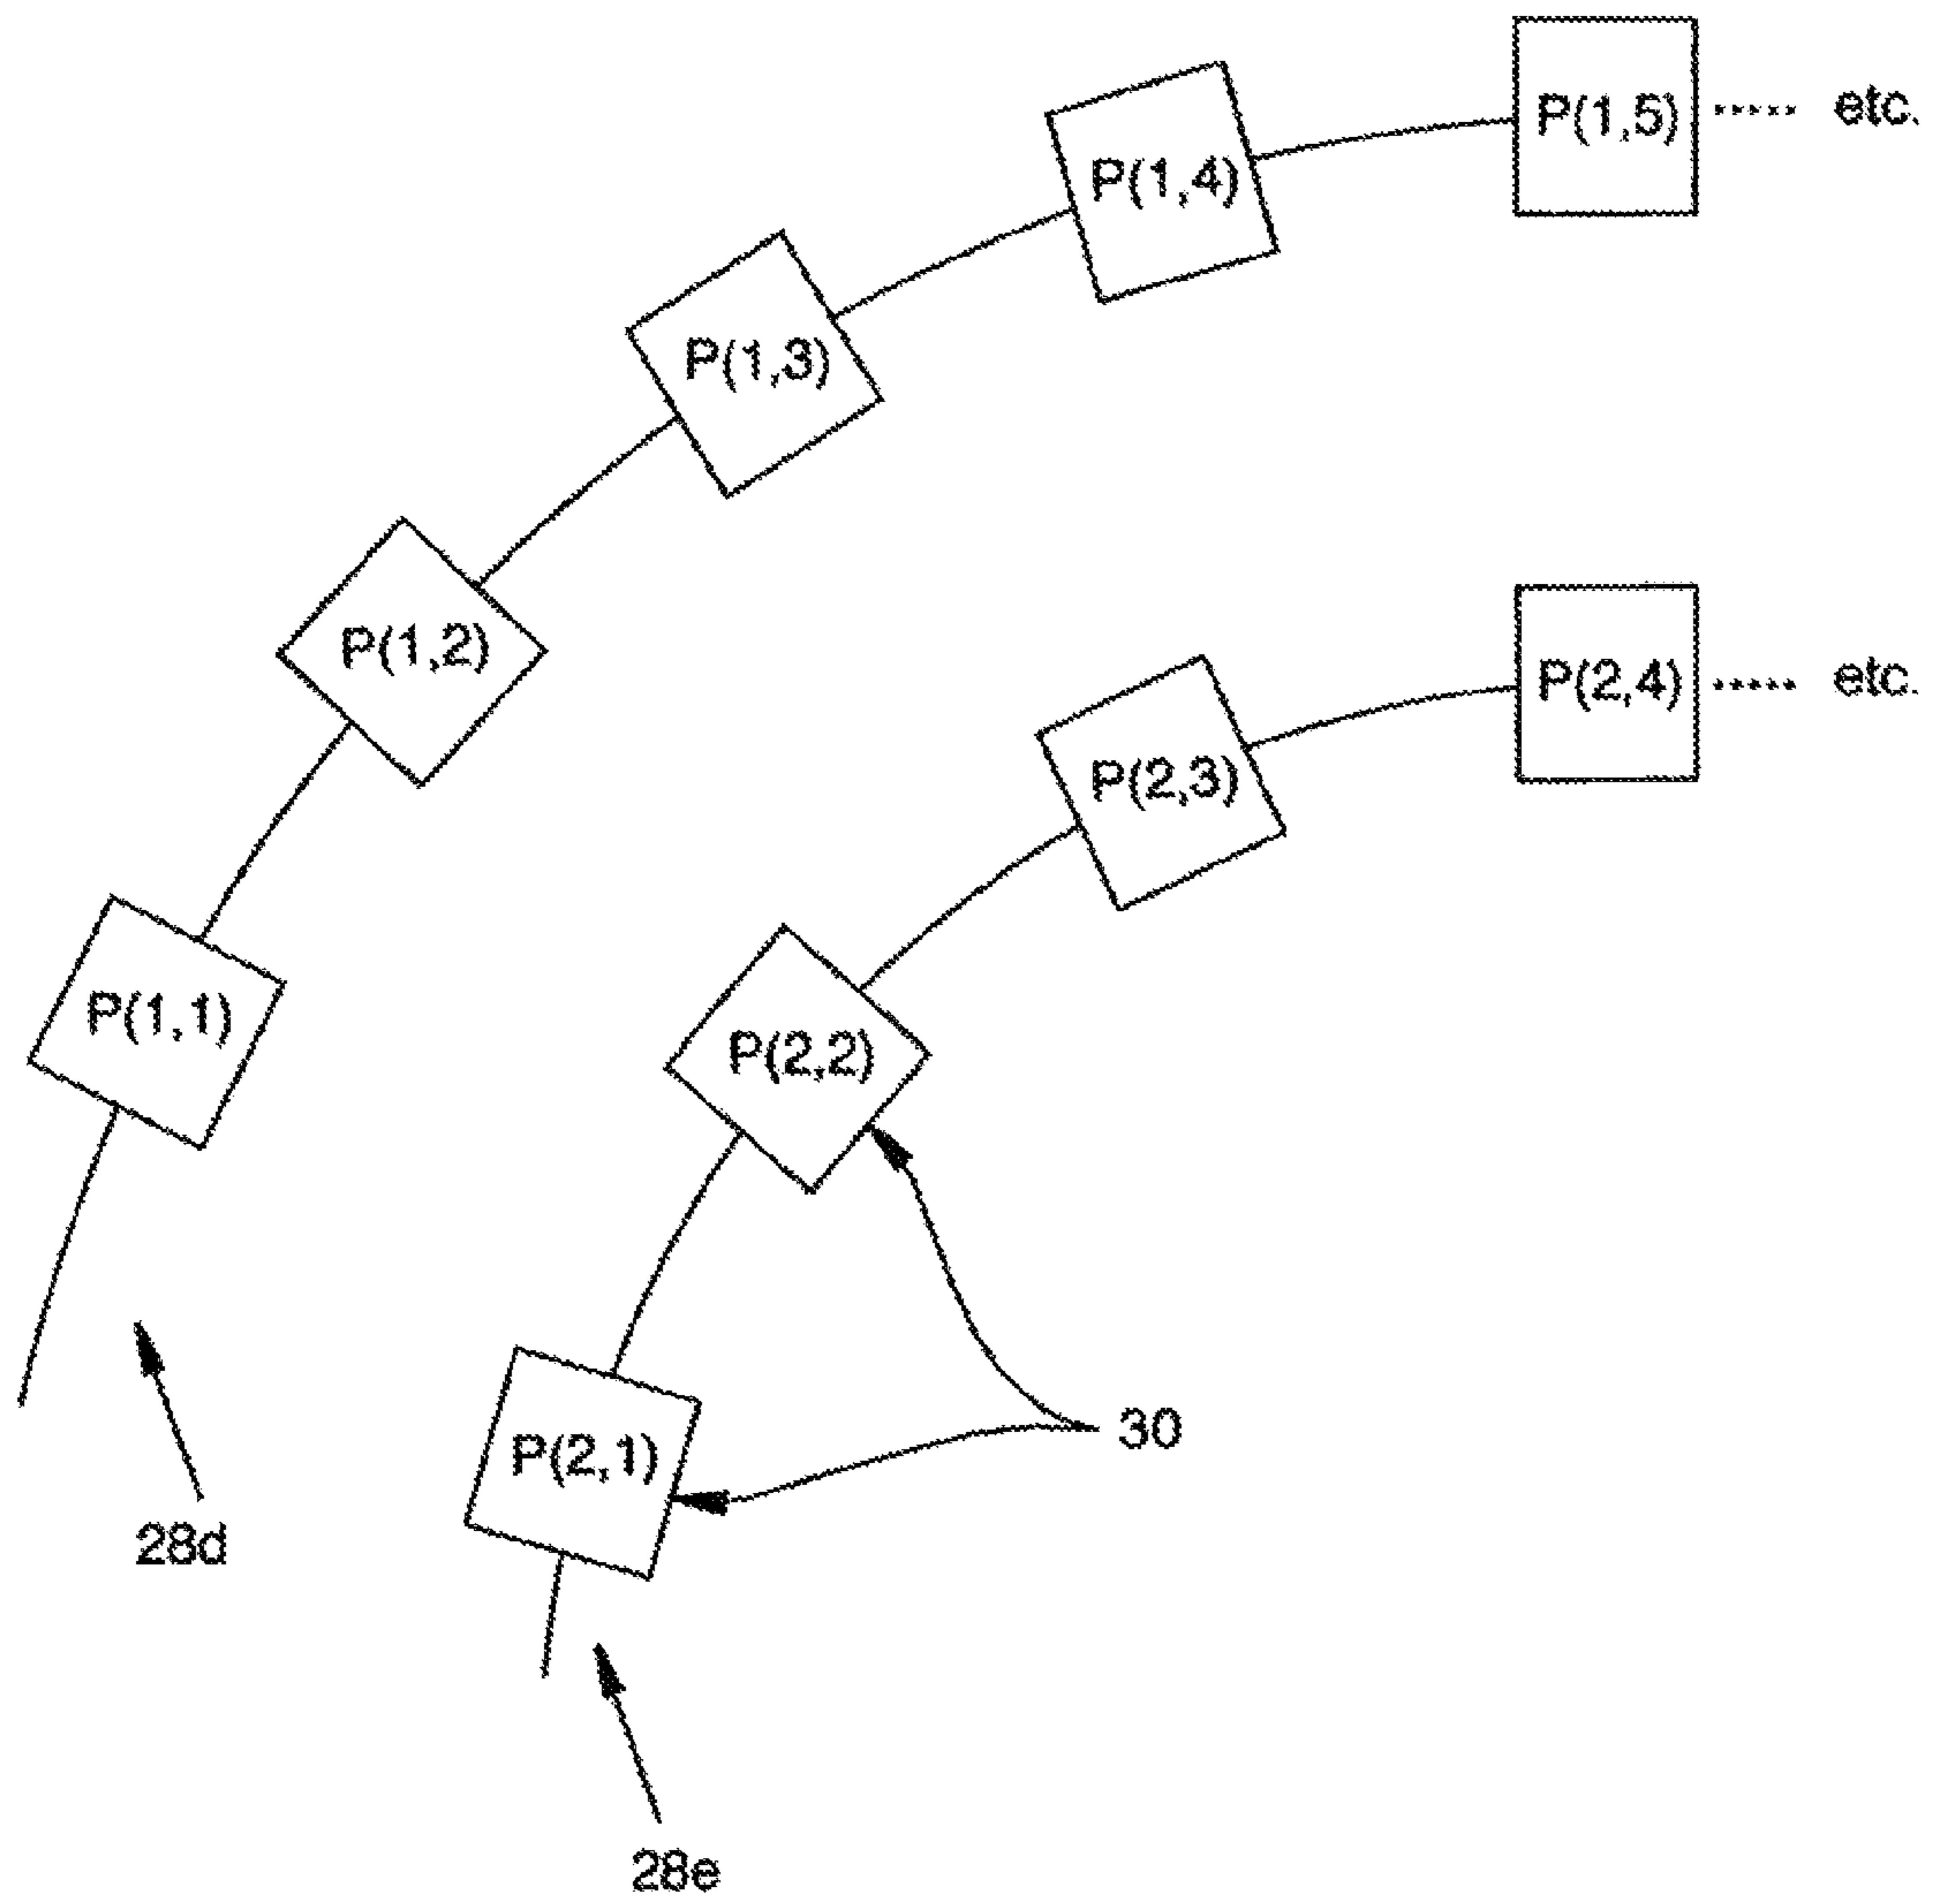 P(1,5) ..... etc.
P(1,4)
P(1,3)
P(1,2)
P(2,4) ..... etc.
P(2,3)
P(1,1)
P(2,2)
30
P(2,1)
28d
28e